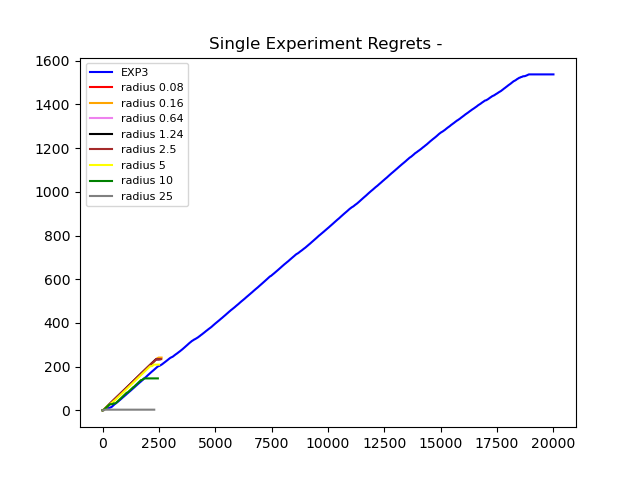 Single Experiment Regrets -
1600
1400
1200
1000
800
600
400
200
0
EXP3
radius 0.08
radius 0.16
radius 0.64
radius 1.24
radius 2.5
radius 5
radius 10
radius 25
0 2500 5000 7500 10000 12500 15000 17500 20000